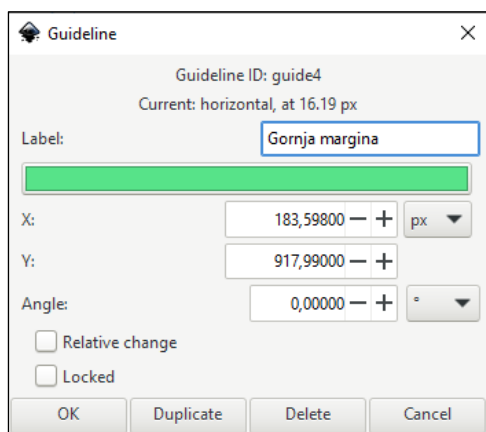 Guideline
Guideline ID: guide4
Current: horizontal, at 16.19 px
Label: Gornja margina
X: 183,59800 px
Y: 917,99000
Angle: 0,00000 °
Relative change
Locked
OK Duplicate Delete Cancel